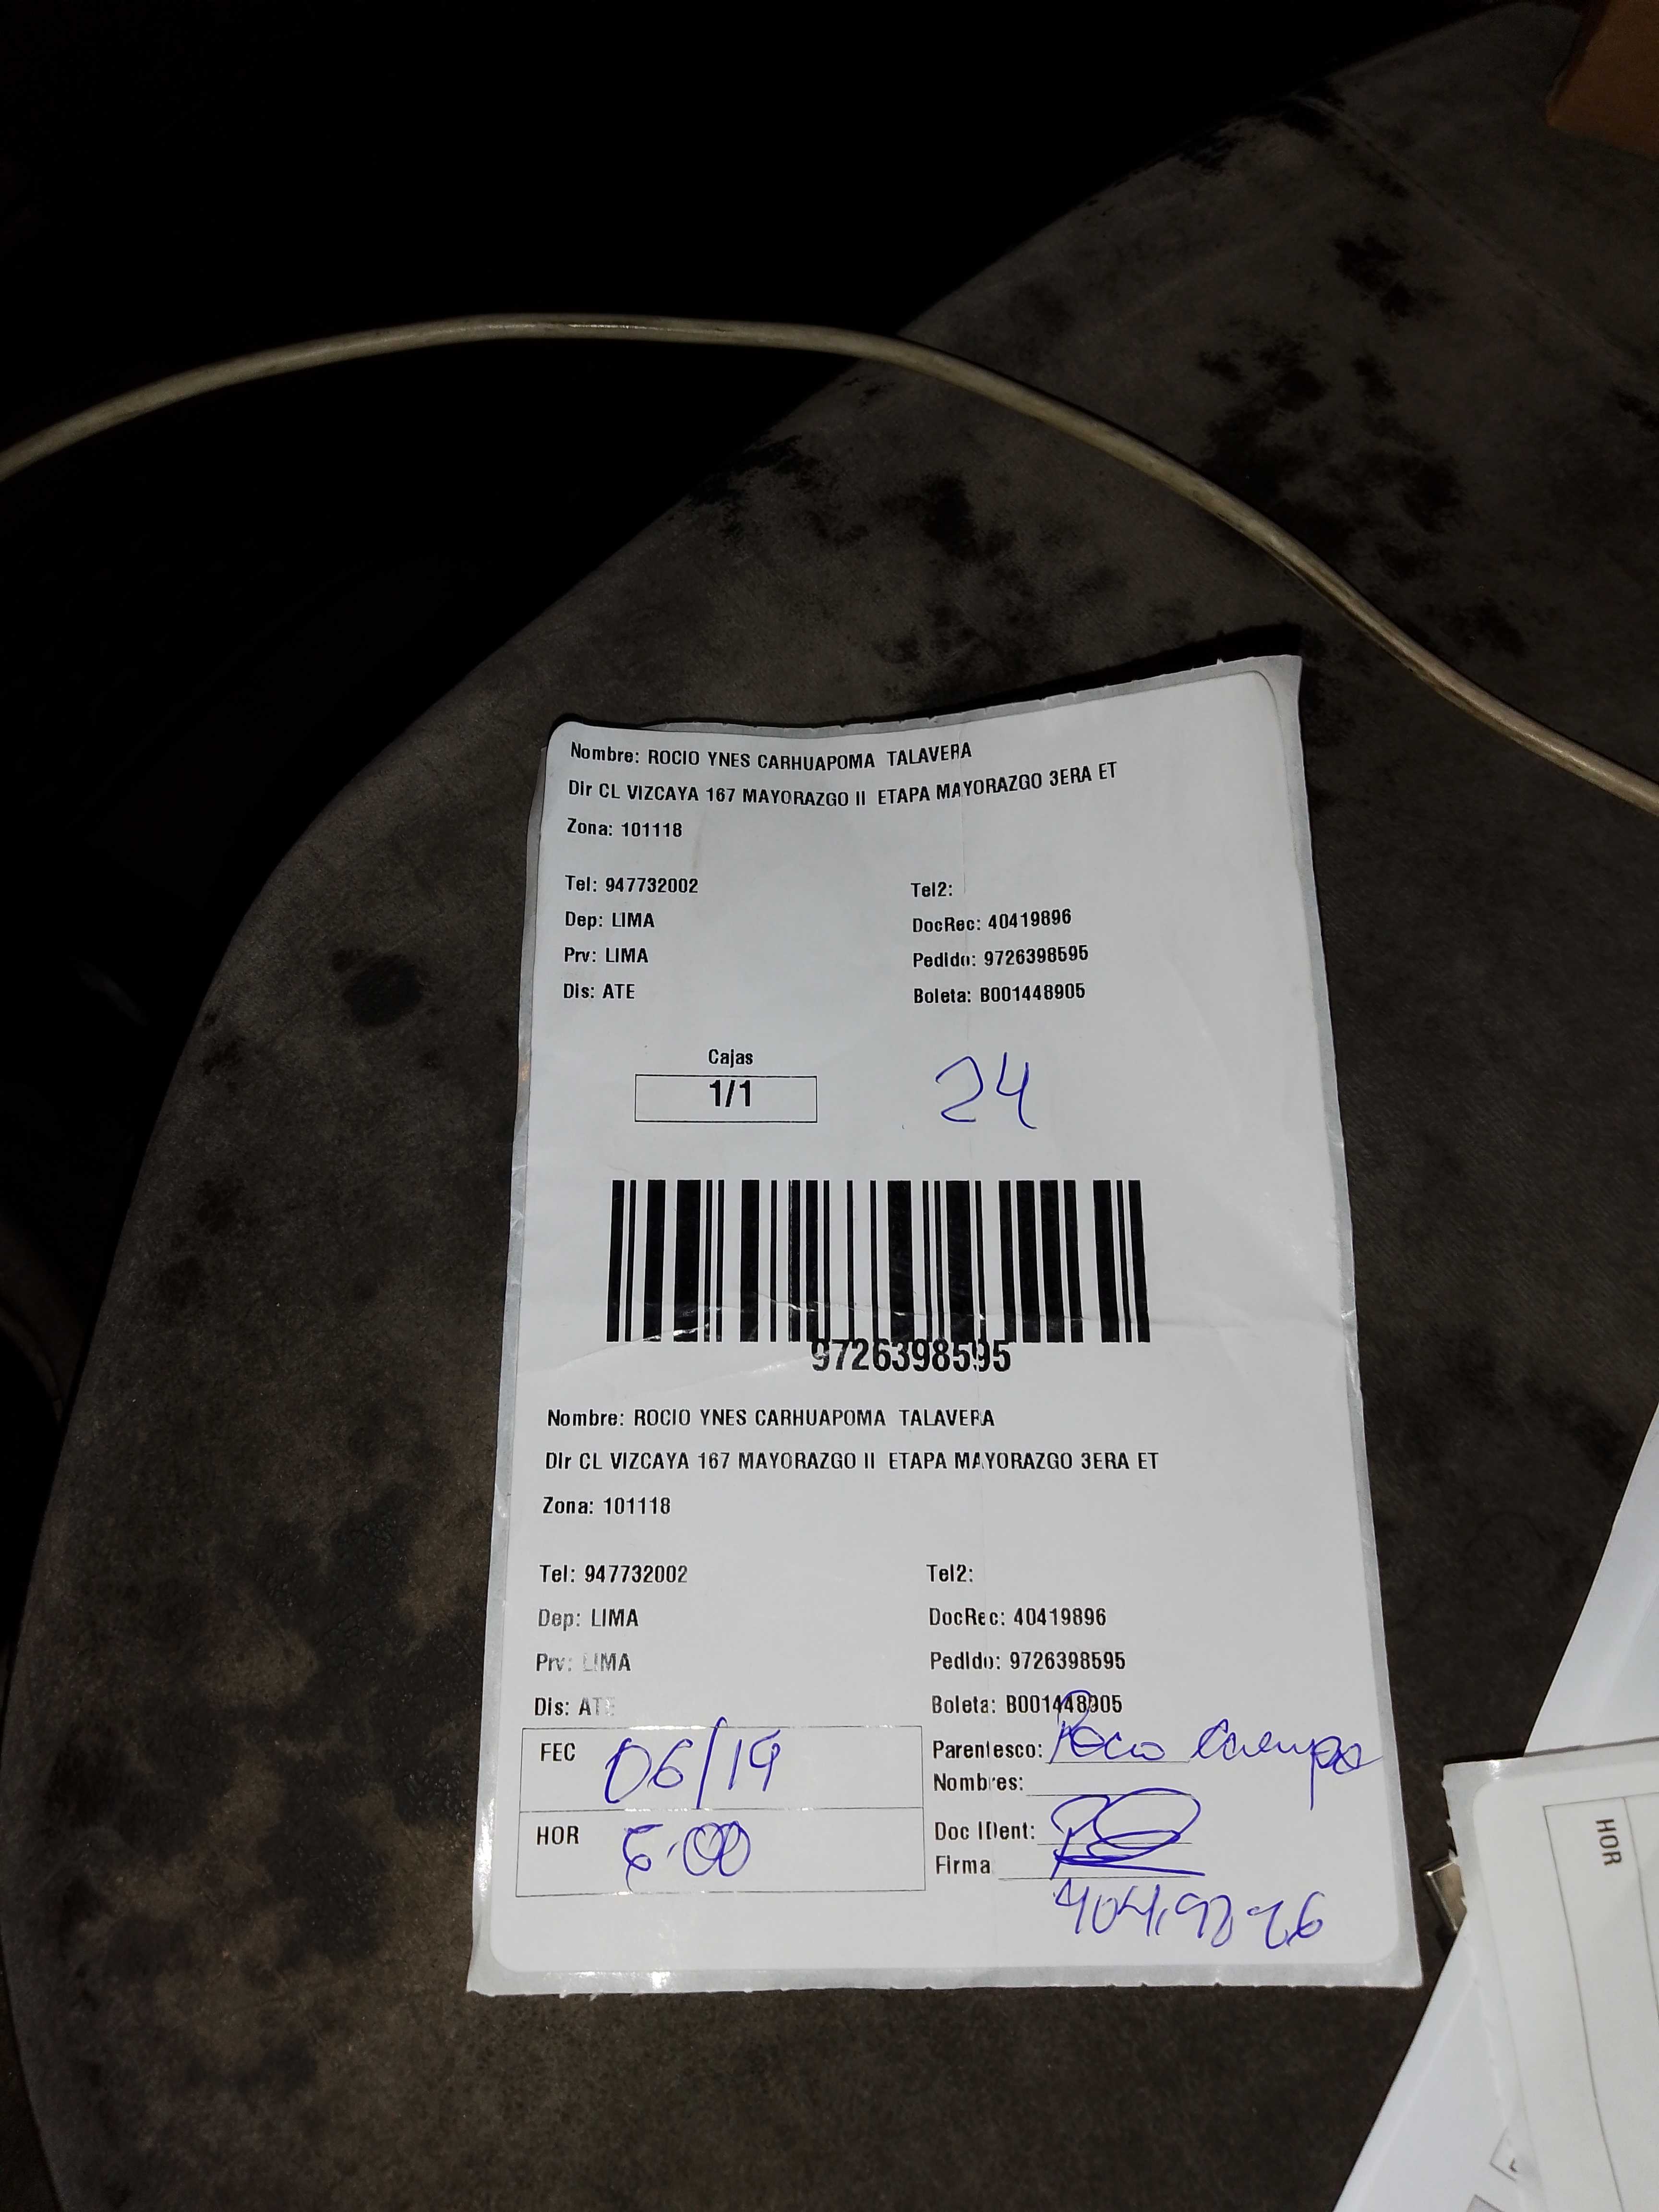 Nombre: ROCIO YNES CARHUAPOMA TALAVERA
Dir CL VIZCAYA 167 MAYORAZGO II ETAPA MAYORAZGO 3ERA ET
Zona: 101118
Tel: 947732002 Tel2:
Dep: LIMA DocRec: 40419896
Prv: LIMA Pedido: 9726398595
Dis: ATE Boleta: B001448905
Cajas
1/1 24
9726398595
Nombre: ROCIO YNES CARHUAPOMA TALAVERA
Dir CL VIZCAYA 167 MAYORAZGO II ETAPA MAYORAZGO 3ERA ET
Zona: 101118
Tel: 947732002 Tel2:
Dep: LIMA DocRec: 40419896
Prv: LIMA Pedido: 9726398595
Dis: ATE Boleta: B001448905
FEC 06/19 Parentesco:
Nombres:
HOR Doc Ident:
Firma
HOR